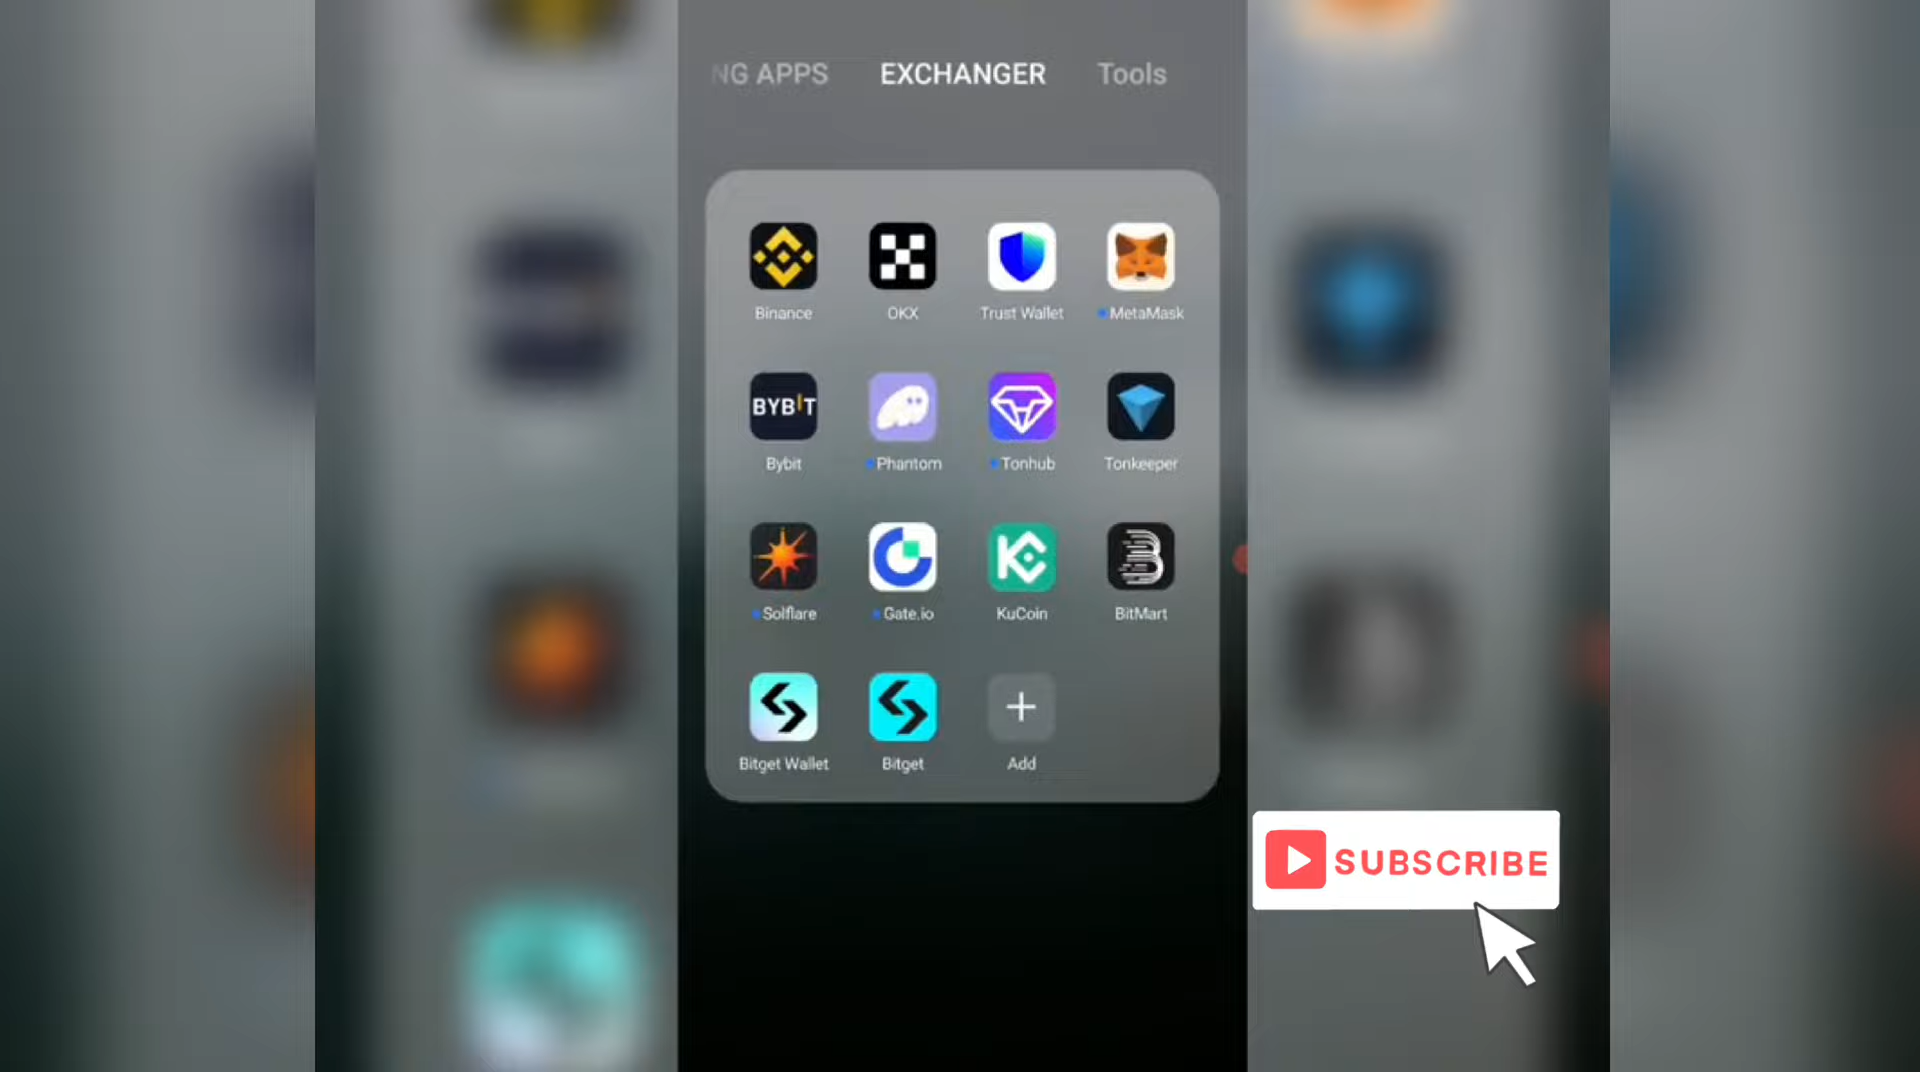 NG APPS EXCHANGER Tools
Binance OKX Trust Wallet MetaMask
BYBIT
Bybit Phantom Tonhub Tonkeeper
Solflare Gate.io KuCoin BitMart
Bitget Wallet Bitget Add
SUBSCRIBE